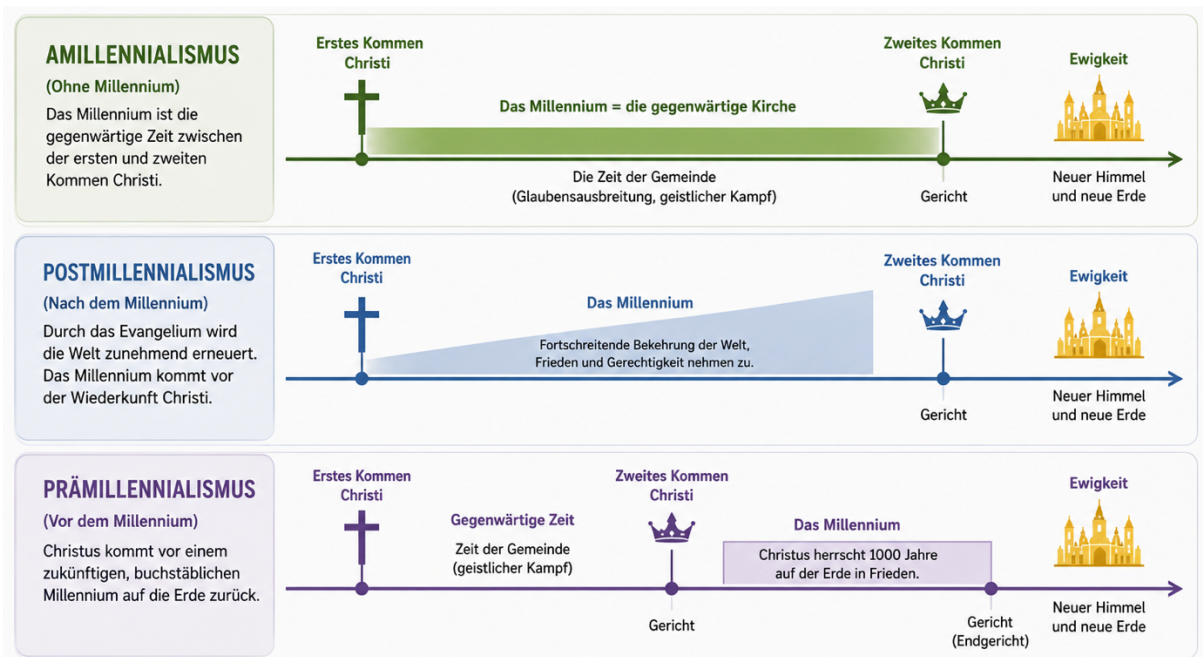 AMILLENNIALISMUS
(Ohne Millennium)
Das Millennium ist die
gegenwärtige Zeit zwischen
der ersten und zweiten
Kommen Christi.
Erstes Kommen
Christi
Das Millennium = die gegenwärtige Kirche
Die Zeit der Gemeinde
(Glaubensausbreitung, geistlicher Kampf)
Zweites Kommen
Christi
Gericht
Ewigkeit
Neuer Himmel
und neue Erde
POSTMILLENNIALISMUS
(Nach dem Millennium)
Durch das Evangelium wird
die Welt zunehmend erneuert.
Das Millennium kommt vor
der Wiederkunft Christi.
Erstes Kommen
Christi
Das Millennium
Fortschreitende Bekehrung der Welt,
Frieden und Gerechtigkeit nehmen zu.
Zweites Kommen
Christi
Gericht
Ewigkeit
Neuer Himmel
und neue Erde
PRÄMILLENNIALISMUS
(Vor dem Millennium)
Christus kommt vor einem
zukünftigen, buchstäblichen
Millennium auf die Erde zurück.
Erstes Kommen
Christi
Gegenwärtige Zeit
Zeit der Gemeinde
(geistlicher Kampf)
Zweites Kommen
Christi
Gericht
Das Millennium
Christus herrscht 1000 Jahre
auf der Erde in Frieden.
Gericht
(Endgericht)
Ewigkeit
Neuer Himmel
und neue Erde